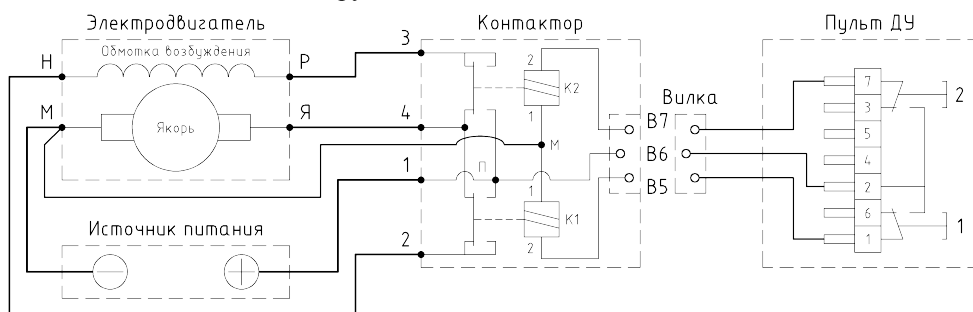 Электродвигатель
Контактор
Пульт ДУ
Обмотка возбуждения
Н
Р
3
2
К2
1
Вилка
7
3
5
4
2
6
1
2
1
М
Якорь
Я
4
М
В7
В6
В5
П
1
1
К1
2
2
Источник питания
− +